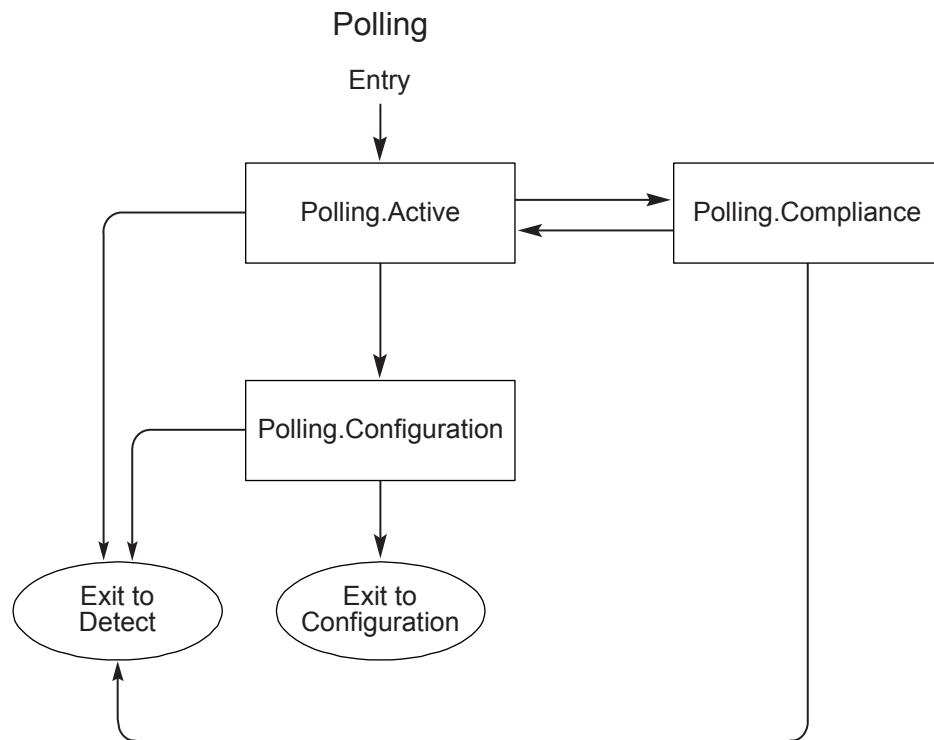 Polling
Entry
Polling.Active
Polling.Compliance
Polling.Configuration
Exit to
Detect
Exit to
Configuration